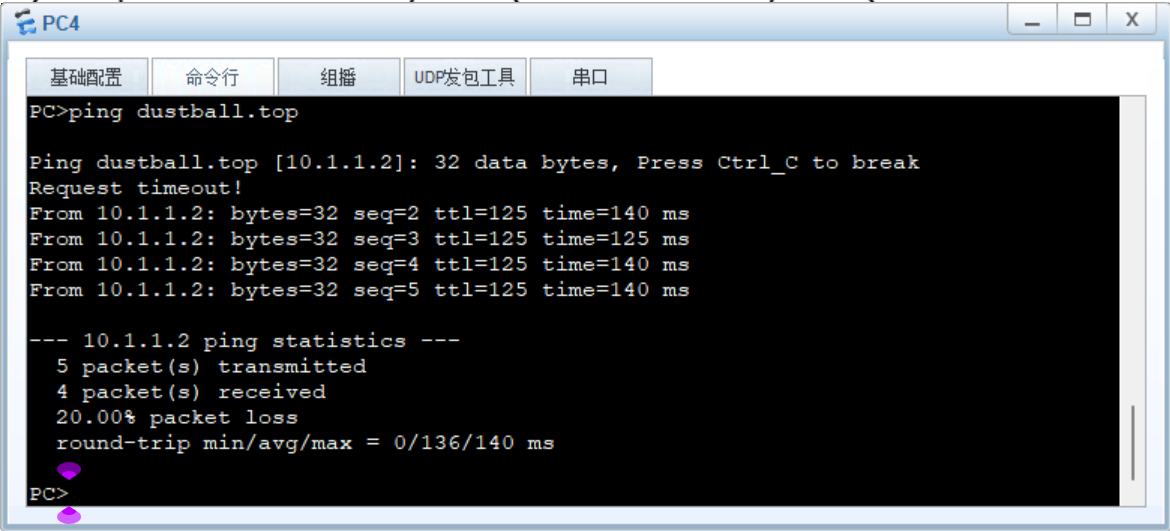 PC4
X
基础配置 命令行 组播 UDP发包工具 串口
PC>ping dustball.top
Ping dustball.top [10.1.1.2]: 32 data bytes, Press Ctrl_C to break
Request timeout!
From 10.1.1.2: bytes=32 seq=2 ttl=125 time=140 ms
From 10.1.1.2: bytes=32 seq=3 ttl=125 time=125 ms
From 10.1.1.2: bytes=32 seq=4 ttl=125 time=140 ms
From 10.1.1.2: bytes=32 seq=5 ttl=125 time=140 ms
--- 10.1.1.2 ping statistics ---
5 packet(s) transmitted
4 packet(s) received
20.00% packet loss
round-trip min/avg/max = 0/136/140 ms
PC>